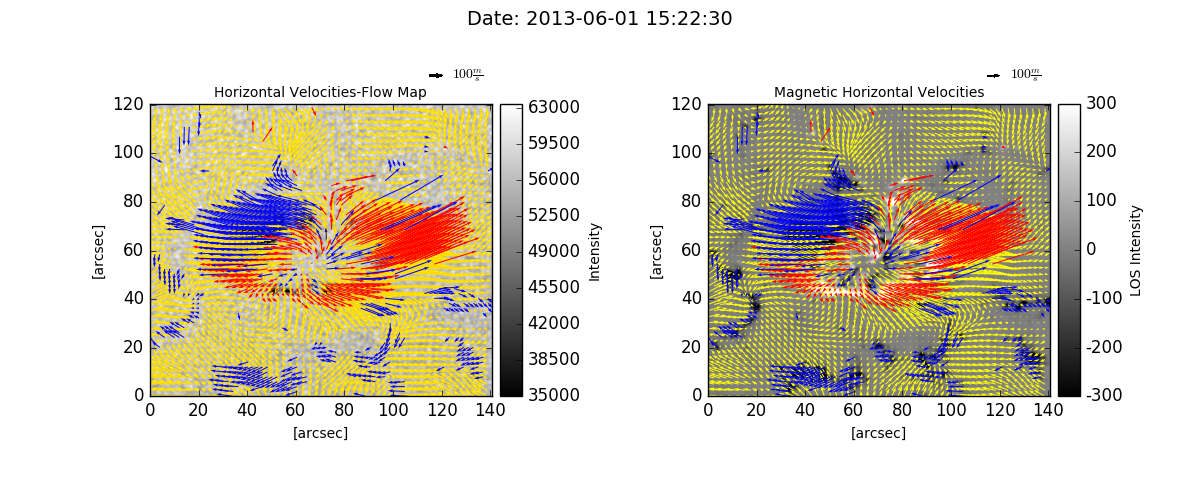 Date: 2013-06-01 15:22:30
100 m/s
100 m/s
Horizontal Velocities-Flow Map
Magnetic Horizontal Velocities
120
100
80
60
40
20
0
[arcsec]
0 20 40 60 80 100 120 140
[arcsec]
63000
59500
56000
52500
49000
45500
42000
38500
35000
Intensity
120
100
80
60
40
20
0
[arcsec]
0 20 40 60 80 100 120 140
[arcsec]
300
200
100
0
-100
-200
-300
LOS Intensity